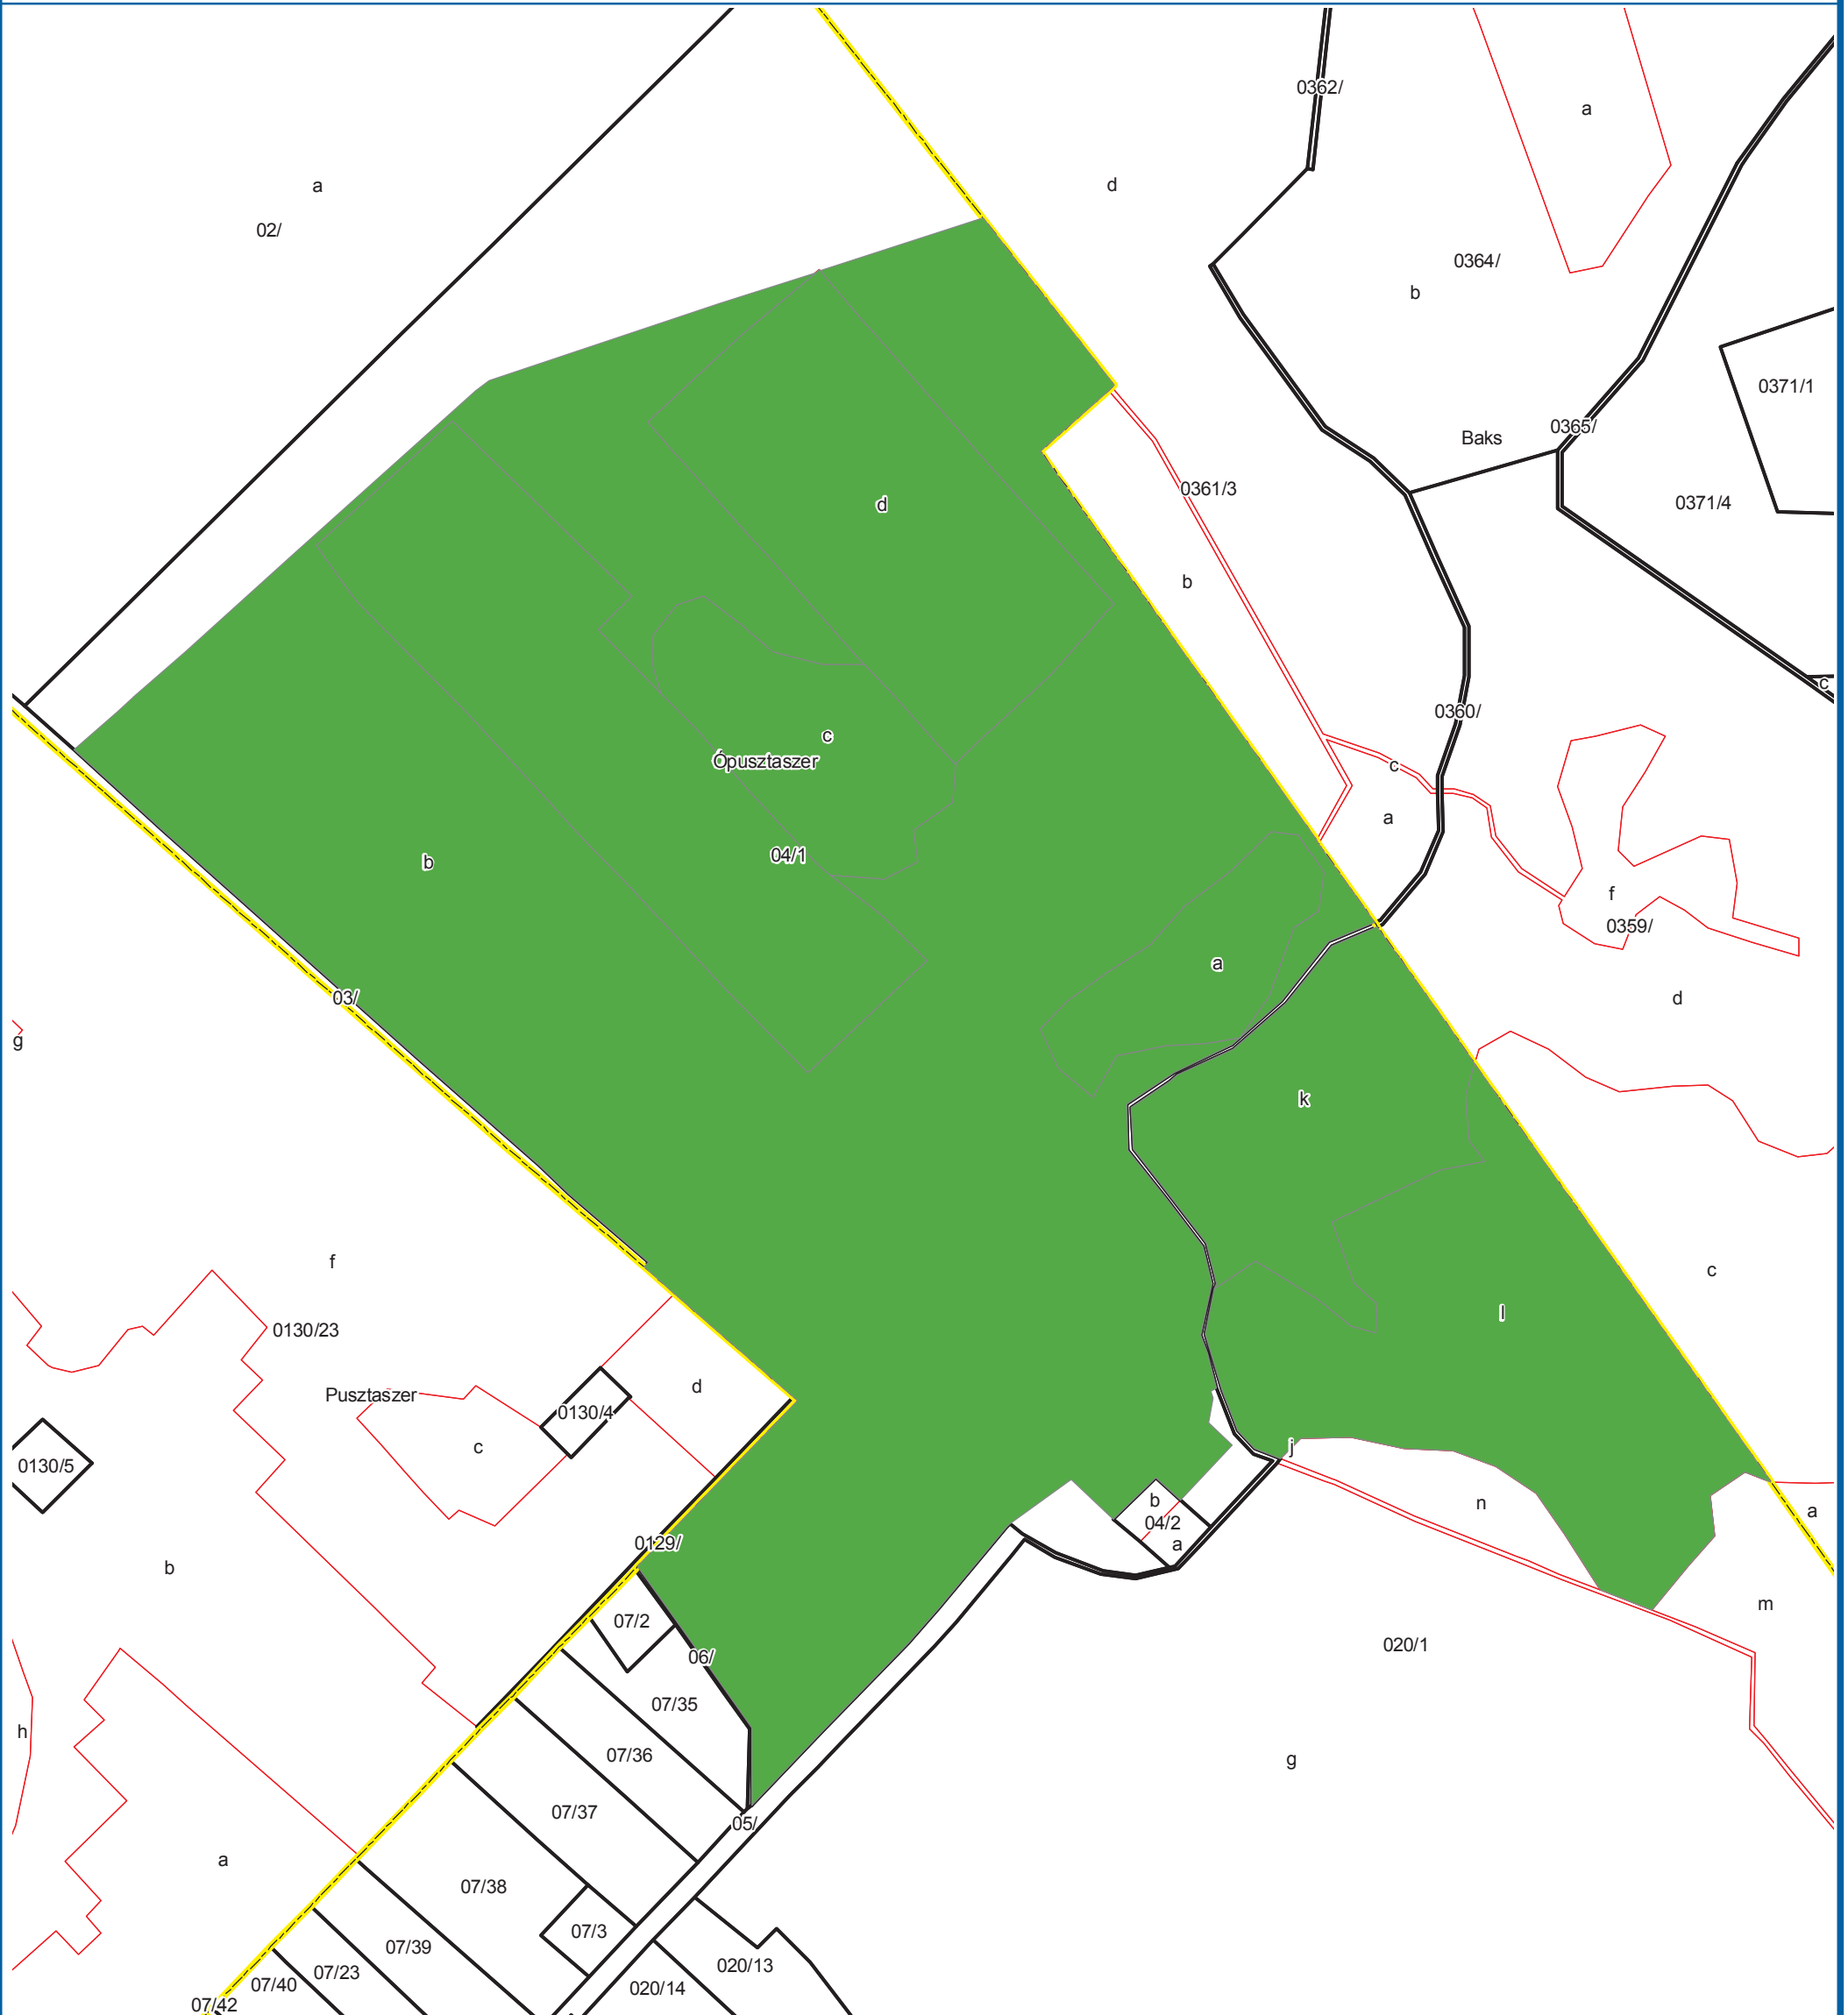 0362/
a
a
d
02/
0364/
b
0371/1
0365/
Baks
0361/3
0371/4
d
b
c
0360/
c
Ópusztaszer
c
a
04/1
b
f
0359/
a
03/
d
g
k
f
c
l
0130/23
d
Pusztaszer
0130/4
c
j
0130/5
b
n
04/2
a
a
0129/
b
m
07/2
020/1
06/
07/35
h
07/36
g
07/37
05/
a
07/38
07/3
07/39
020/13
07/23
07/40
020/14
07/42